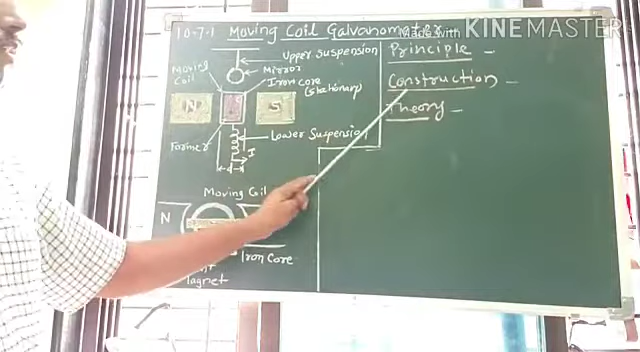 10.7.1 Moving Coil Galvanometer
Made with KINEMASTER
Upper Suspension
Mirror
Moving Coil
Iron Core
(stationary)
N
S
Former
Lower Suspension
I
Moving Coil
N
Iron Core
Magnet
Principle -
Construction -
Theory -